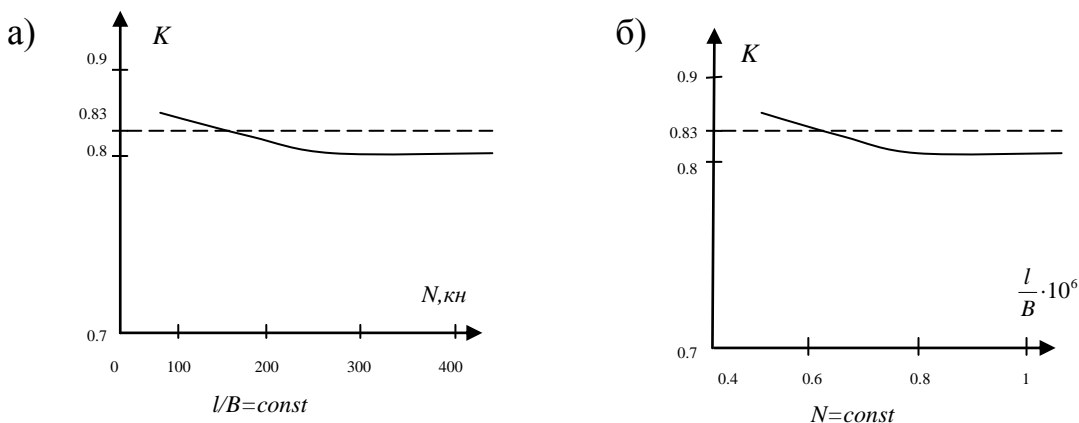 а)
K
0.9
0.83
0.8
N,кн
0.7
0 100 200 300 400
l/B=const
б)
K
0.9
0.83
0.8
l/B ·10⁶
0.7
0.4 0.6 0.8 1
N=const